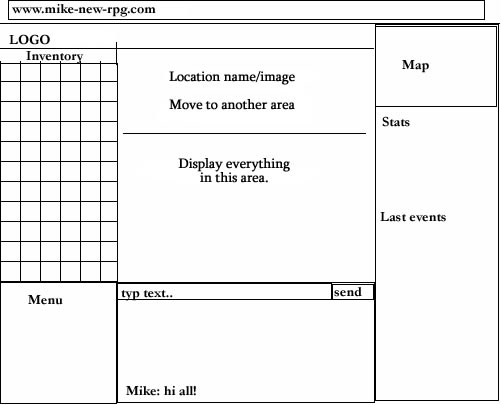 www.mike-new-rpg.com
LOGO
Inventory
Location name/image
Move to another area
Display everything
in this area.
Map
Stats
Last events
Menu
typ text..
send
Mike: hi all!